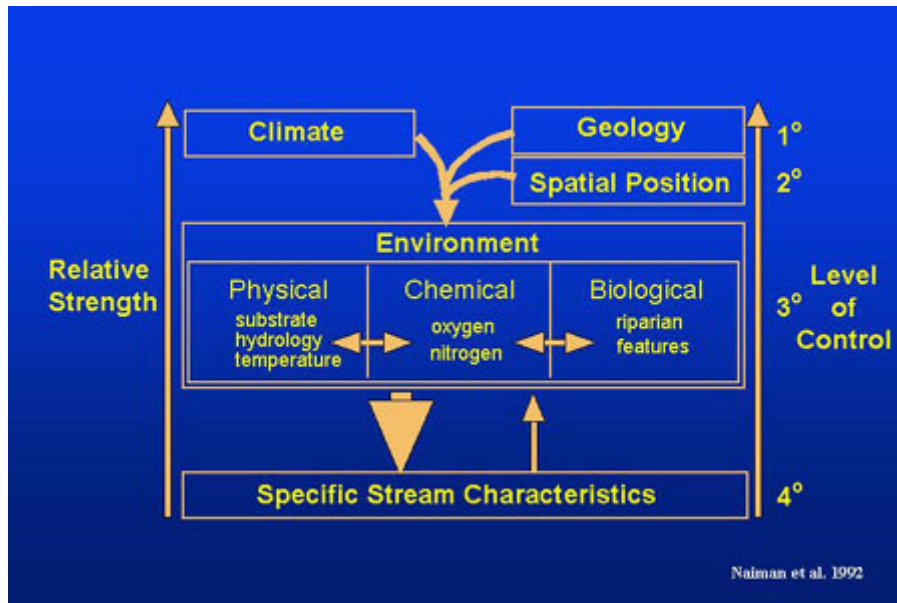 Climate
Geology
1°
Spatial Position
2°
Environment
Relative
Strength
Physical
substrate
hydrology
temperature
Chemical
oxygen
nitrogen
Biological
riparian
features
3°
Level
of
Control
Specific Stream Characteristics
4°
Naiman et al. 1992